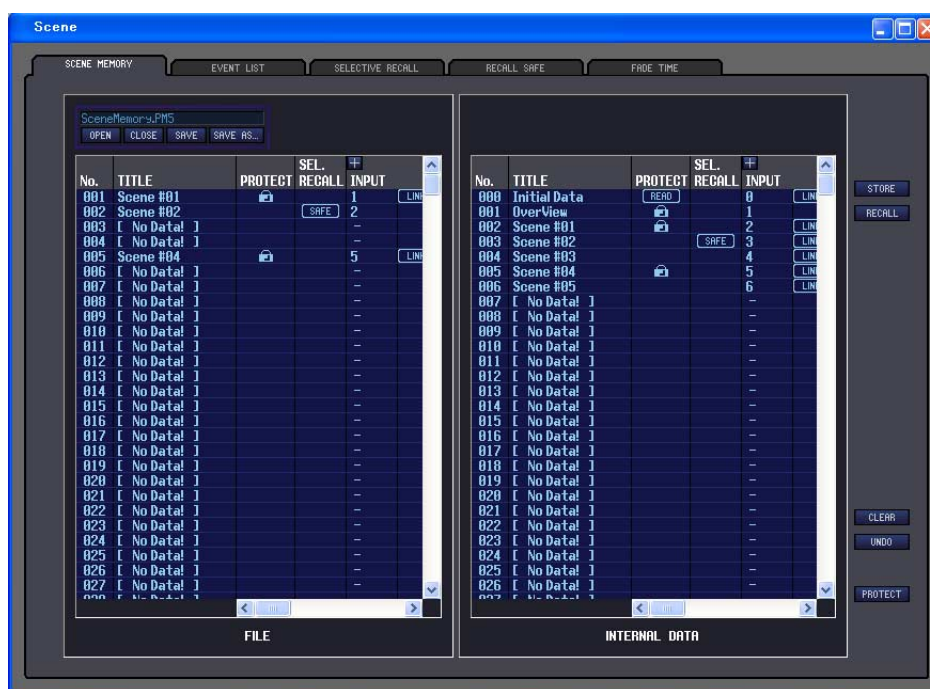 Scene
SCENE MEMORY EVENT LIST SELECTIVE RECALL RECALL SAFE FADE TIME
SceneMemory.PM5
OPEN CLOSE SAVE SAVE AS...
No. TITLE PROTECT SEL. RECALL + INPUT
001 Scene #01 1 LIN
002 Scene #02 SAFE 2
003 [ No Data! ] -
004 [ No Data! ] -
005 Scene #04 5 LIN
006 [ No Data! ] -
007 [ No Data! ] -
008 [ No Data! ] -
009 [ No Data! ] -
010 [ No Data! ] -
011 [ No Data! ] -
012 [ No Data! ] -
013 [ No Data! ] -
014 [ No Data! ] -
015 [ No Data! ] -
016 [ No Data! ] -
017 [ No Data! ] -
018 [ No Data! ] -
019 [ No Data! ] -
020 [ No Data! ] -
021 [ No Data! ] -
022 [ No Data! ] -
023 [ No Data! ] -
024 [ No Data! ] -
025 [ No Data! ] -
026 [ No Data! ] -
027 [ No Data! ] -
FILE
No. TITLE PROTECT SEL. RECALL + INPUT
000 Initial Data READ 0 LIN
001 OverView 1
002 Scene #01 2 LIN
003 Scene #02 SAFE 3 LIN
004 Scene #03 4 LIN
005 Scene #04 5 LIN
006 Scene #05 6 LIN
007 [ No Data! ] -
008 [ No Data! ] -
009 [ No Data! ] -
010 [ No Data! ] -
011 [ No Data! ] -
012 [ No Data! ] -
013 [ No Data! ] -
014 [ No Data! ] -
015 [ No Data! ] -
016 [ No Data! ] -
017 [ No Data! ] -
018 [ No Data! ] -
019 [ No Data! ] -
020 [ No Data! ] -
021 [ No Data! ] -
022 [ No Data! ] -
023 [ No Data! ] -
024 [ No Data! ] -
025 [ No Data! ] -
026 [ No Data! ] -
INTERNAL DATA
STORE
RECALL
CLEAR
UNDO
PROTECT